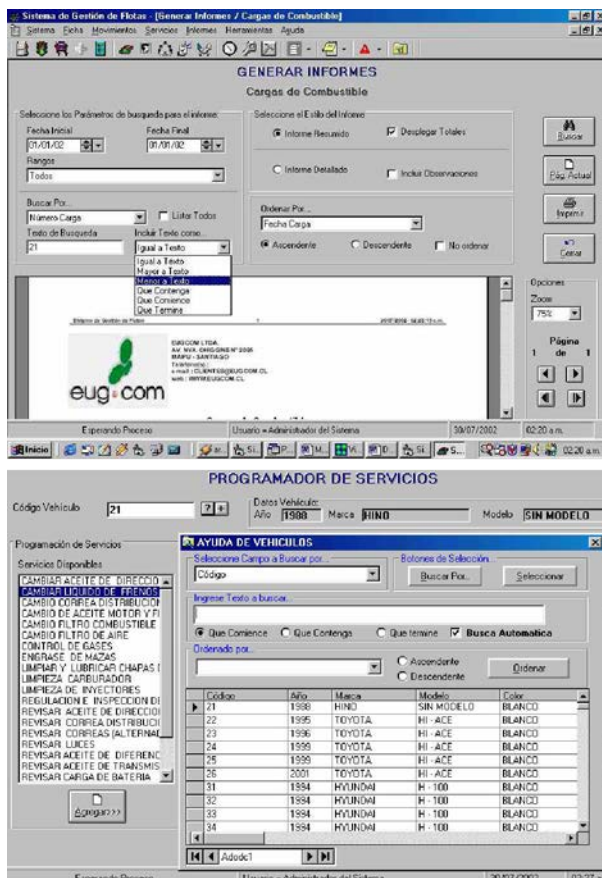 Sistema de Gestión de Flotas - [Generar Informes / Cargas de Combustible]
Sistema Ficha Movimientos Servicios Informes Herramientas Ayuda
GENERAR INFORMES
Cargas de Combustible
Seleccione los Parámetros de busqueda para el informe:
Fecha Inicial Fecha Final
01/01/02 01/01/02
Rangos
Todos
Buscar Por...
Número Carga Listar Todos
Texto de Busqueda Incluir Texto como...
21 Igual a Texto
Igual a Texto
Mayor a Texto
Menor a Texto
Que Contenga
Que Comience
Que Termine
Seleccione el Estilo del Informe
Informe Resumido Desplegar Totales
Informe Detallado Incluir Observaciones
Ordenar Por...
Fecha Carga
Ascendente Descendente No ordenar
Buscar
Pág. Actual
Imprimir
Cerrar
Opciones
Zoom
75%
Página
1 de 1
EUGCOM LTDA.
MAIPU - SANTIAGO
eug.com
Esperando Proceso Usuario = Administrador del Sistema 30/07/2002 02:20 a.m.
Inicio 02:20 a.m.
PROGRAMADOR DE SERVICIOS
Código Vehículo 21 ? +
Datos Vehículo:
Año 1988 Marca HINO Modelo SIN MODELO
Programación de Servicios
Servicios Disponibles
CAMBIAR ACEITE DE DIRECCIO
CAMBIAR LIQUIDO DE FRENOS
CAMBIO CORREA DISTRIBUCION
CAMBIO DE ACEITE MOTOR Y FI
CAMBIO FILTRO COMBUSTIBLE
CAMBIO FILTRO DE AIRE
CONTROL DE GASES
ENGRASE DE MAZAS
LIMPIAR Y LUBRICAR CHAPAS
LIMPIEZA CARBURADOR
LIMPIEZA DE INYECTORES
REGULACION E INSPECCION DI
REVISAR ACEITE DE DIRECCIO
REVISAR CORREA DISTRIBUCI
REVISAR CORREAS (ALTERNAD
REVISAR LUCES
REVISAR ACEITE DE DIFERENC
REVISAR ACEITE DE TRANSMIS
REVISAR CARGA DE BATERIA
Agregar>>
AYUDA DE VEHICULOS
Seleccione Campo a Buscar por...
Código
Botones de Selección...
Buscar Por... Seleccionar
Ingrese Texto a buscar...
Que Comience Que Contenga Que termine Busca Automatica
Ordenado por...
Ascendente
Descendente
Ordenar
Código Año Marca Modelo Color
21 1988 HINO SIN MODELO BLANCO
22 1995 TOYOTA HI - ACE BLANCO
23 1996 TOYOTA HI - ACE BLANCO
24 1999 TOYOTA HI - ACE BLANCO
25 1999 TOYOTA HI - ACE BLANCO
26 2001 TOYOTA HI - ACE BLANCO
31 1994 HYUNDAI H - 100 BLANCO
32 1994 HYUNDAI H - 100 BLANCO
33 1994 HYUNDAI H - 100 BLANCO
34 1994 HYUNDAI H - 100 BLANCO
Adodc1